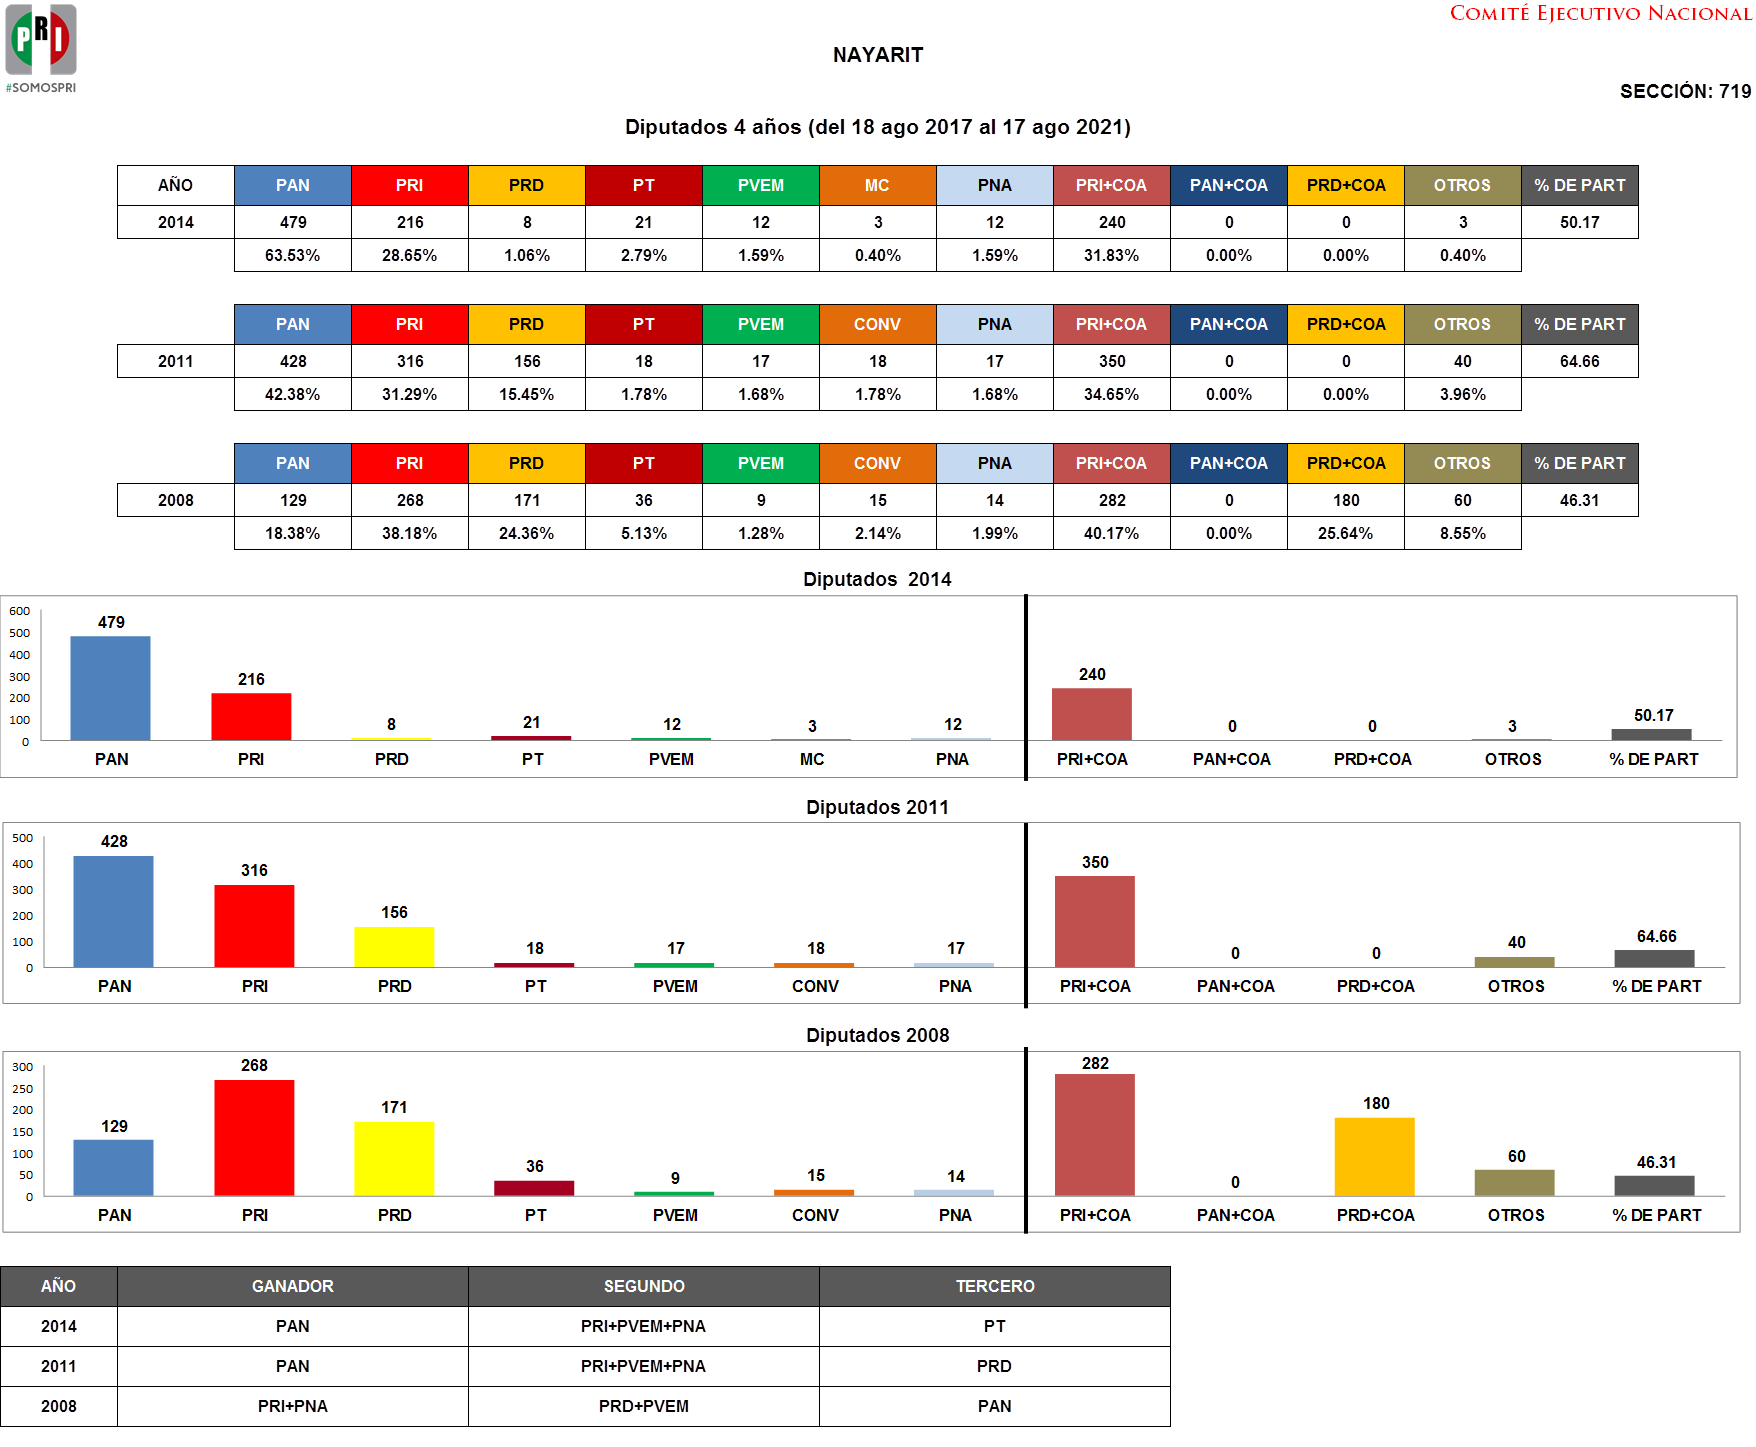 PRI
#SOMOSPRI
COMITÉ EJECUTIVO NACIONAL
NAYARIT
SECCIÓN: 719
Diputados 4 años (del 18 ago 2017 al 17 ago 2021)
AÑO PAN PRI PRD PT PVEM MC PNA PRI+COA PAN+COA PRD+COA OTROS % DE PART
2014 479 216 8 21 12 3 12 240 0 0 3 50.17
63.53% 28.65% 1.06% 2.79% 1.59% 0.40% 1.59% 31.83% 0.00% 0.00% 0.40%
PAN PRI PRD PT PVEM CONV PNA PRI+COA PAN+COA PRD+COA OTROS % DE PART
2011 428 316 156 18 17 18 17 350 0 0 40 64.66
42.38% 31.29% 15.45% 1.78% 1.68% 1.78% 1.68% 34.65% 0.00% 0.00% 3.96%
PAN PRI PRD PT PVEM CONV PNA PRI+COA PAN+COA PRD+COA OTROS % DE PART
2008 129 268 171 36 9 15 14 282 0 180 60 46.31
18.38% 38.18% 24.36% 5.13% 1.28% 2.14% 1.99% 40.17% 0.00% 25.64% 8.55%
Diputados 2014
600
500
400
300
200
100
0
479 216 8 21 12 3 12 240 0 0 3 50.17
PAN PRI PRD PT PVEM MC PNA PRI+COA PAN+COA PRD+COA OTROS % DE PART
Diputados 2011
500
400
300
200
100
0
428 316 156 18 17 18 17 350 0 0 40 64.66
PAN PRI PRD PT PVEM CONV PNA PRI+COA PAN+COA PRD+COA OTROS % DE PART
Diputados 2008
300
250
200
150
100
50
0
129 268 171 36 9 15 14 282 0 180 60 46.31
PAN PRI PRD PT PVEM CONV PNA PRI+COA PAN+COA PRD+COA OTROS % DE PART
AÑO GANADOR SEGUNDO TERCERO
2014 PAN PRI+PVEM+PNA PT
2011 PAN PRI+PVEM+PNA PRD
2008 PRI+PNA PRD+PVEM PAN